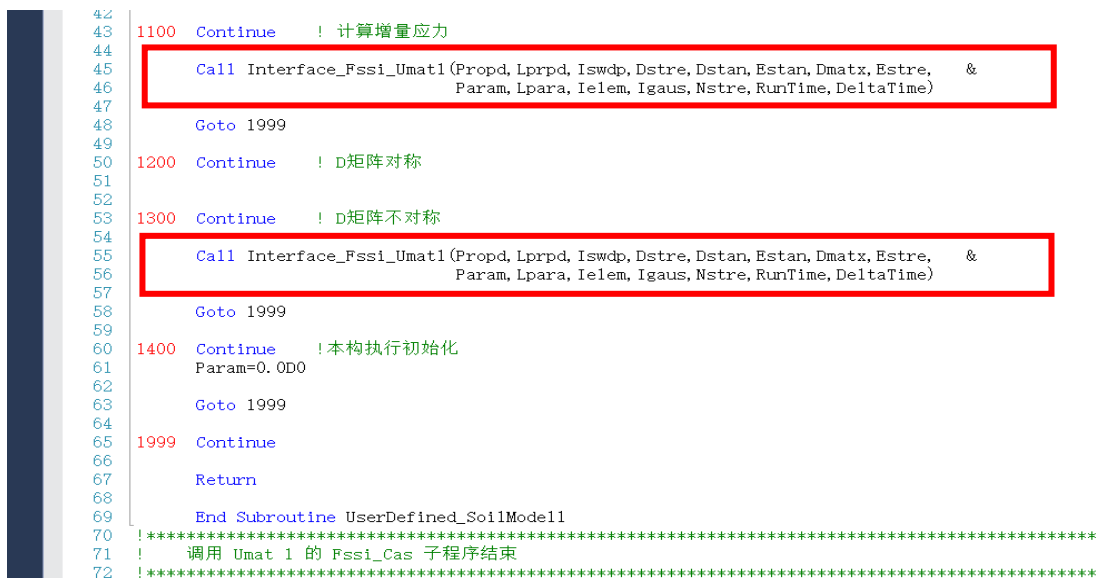 42
43 1100 Continue ! 计算增量应力
44
45 Call Interface_Fssi_Umat1(Propd,Lprpd,Iswdp,Dstre,Dstan,Estan,Dmatx,Estre, &
46 Param,Lpara,Ielem,Igaus,Nstre,RunTime,DeltaTime)
47
48 Goto 1999
49
50 1200 Continue ! D矩阵对称
51
52
53 1300 Continue ! D矩阵不对称
54
55 Call Interface_Fssi_Umat1(Propd,Lprpd,Iswdp,Dstre,Dstan,Estan,Dmatx,Estre, &
56 Param,Lpara,Ielem,Igaus,Nstre,RunTime,DeltaTime)
57
58 Goto 1999
59
60 1400 Continue !本构执行初始化
61 Param=0.0D0
62
63 Goto 1999
64
65 1999 Continue
66
67 Return
68
69 End Subroutine UserDefined_SoilModel1
70 !************************************************************************************************
71 ! 调用 Umat 1 的 Fssi_Cas 子程序结束
72 !************************************************************************************************